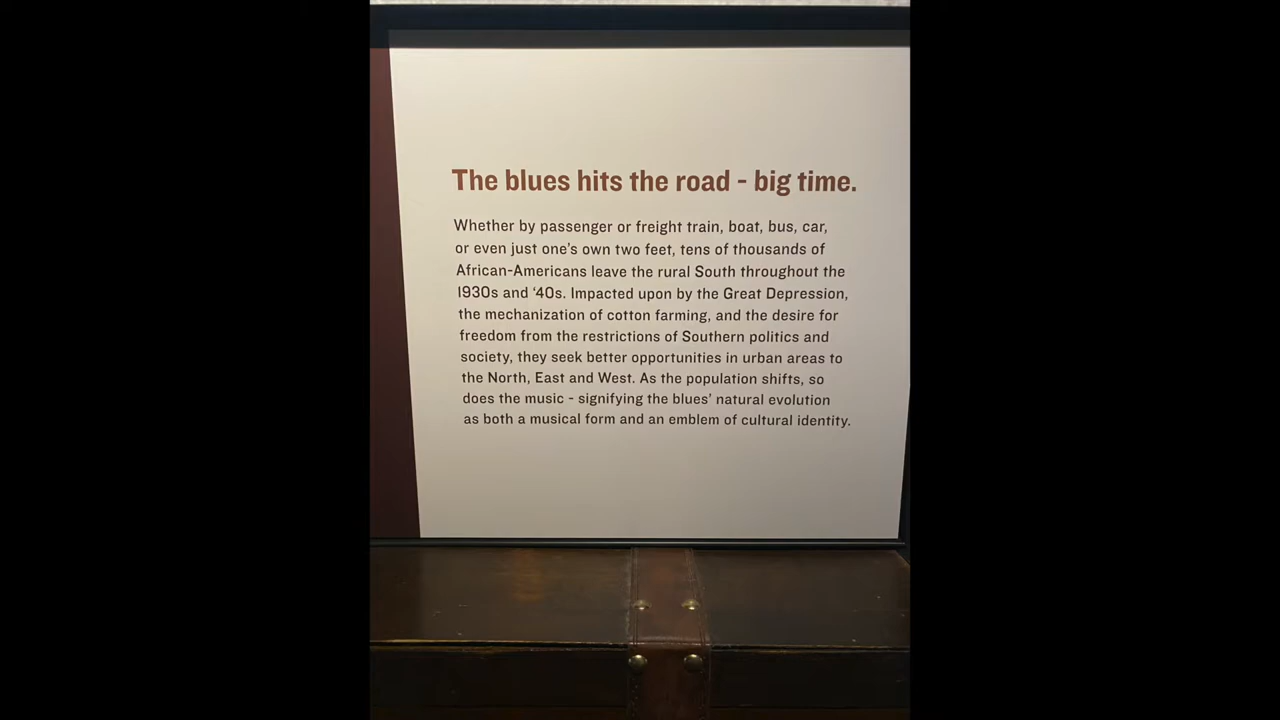 The blues hits the road - big time.
Whether by passenger or freight train, boat, bus, car,
or even just one's own two feet, tens of thousands of
African-Americans leave the rural South throughout the
1930s and ‘40s. Impacted upon by the Great Depression,
the mechanization of cotton farming, and the desire for
freedom from the restrictions of Southern politics and
society, they seek better opportunities in urban areas to
the North, East and West. As the population shifts, so
does the music - signifying the blues' natural evolution
as both a musical form and an emblem of cultural identity.